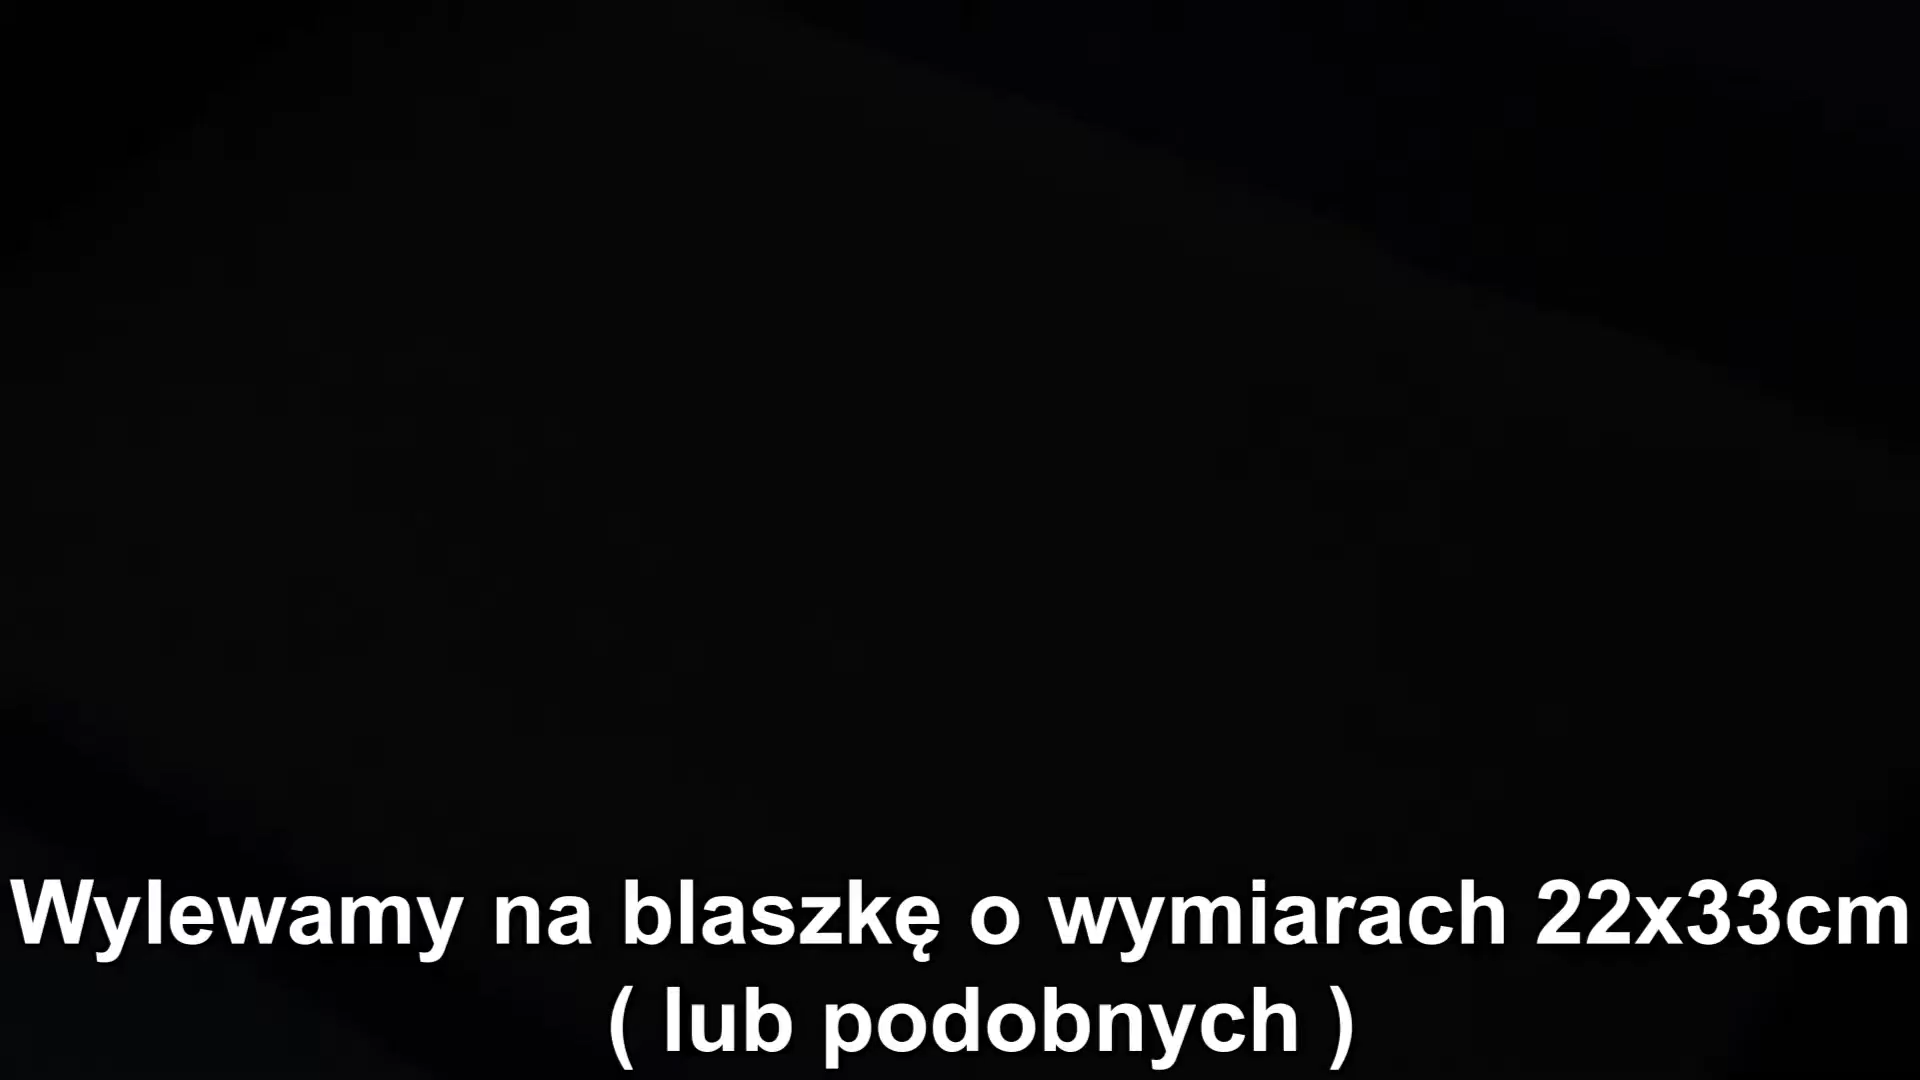 Wylewamy na blaszkę o wymiarach 22x33cm
( lub podobnych )